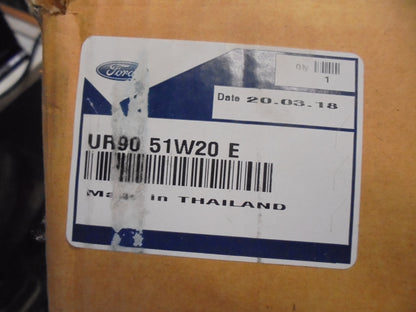 Ford
Qty
1
Date 20.03.18
UR90 51W20 E
Made in THAILAND